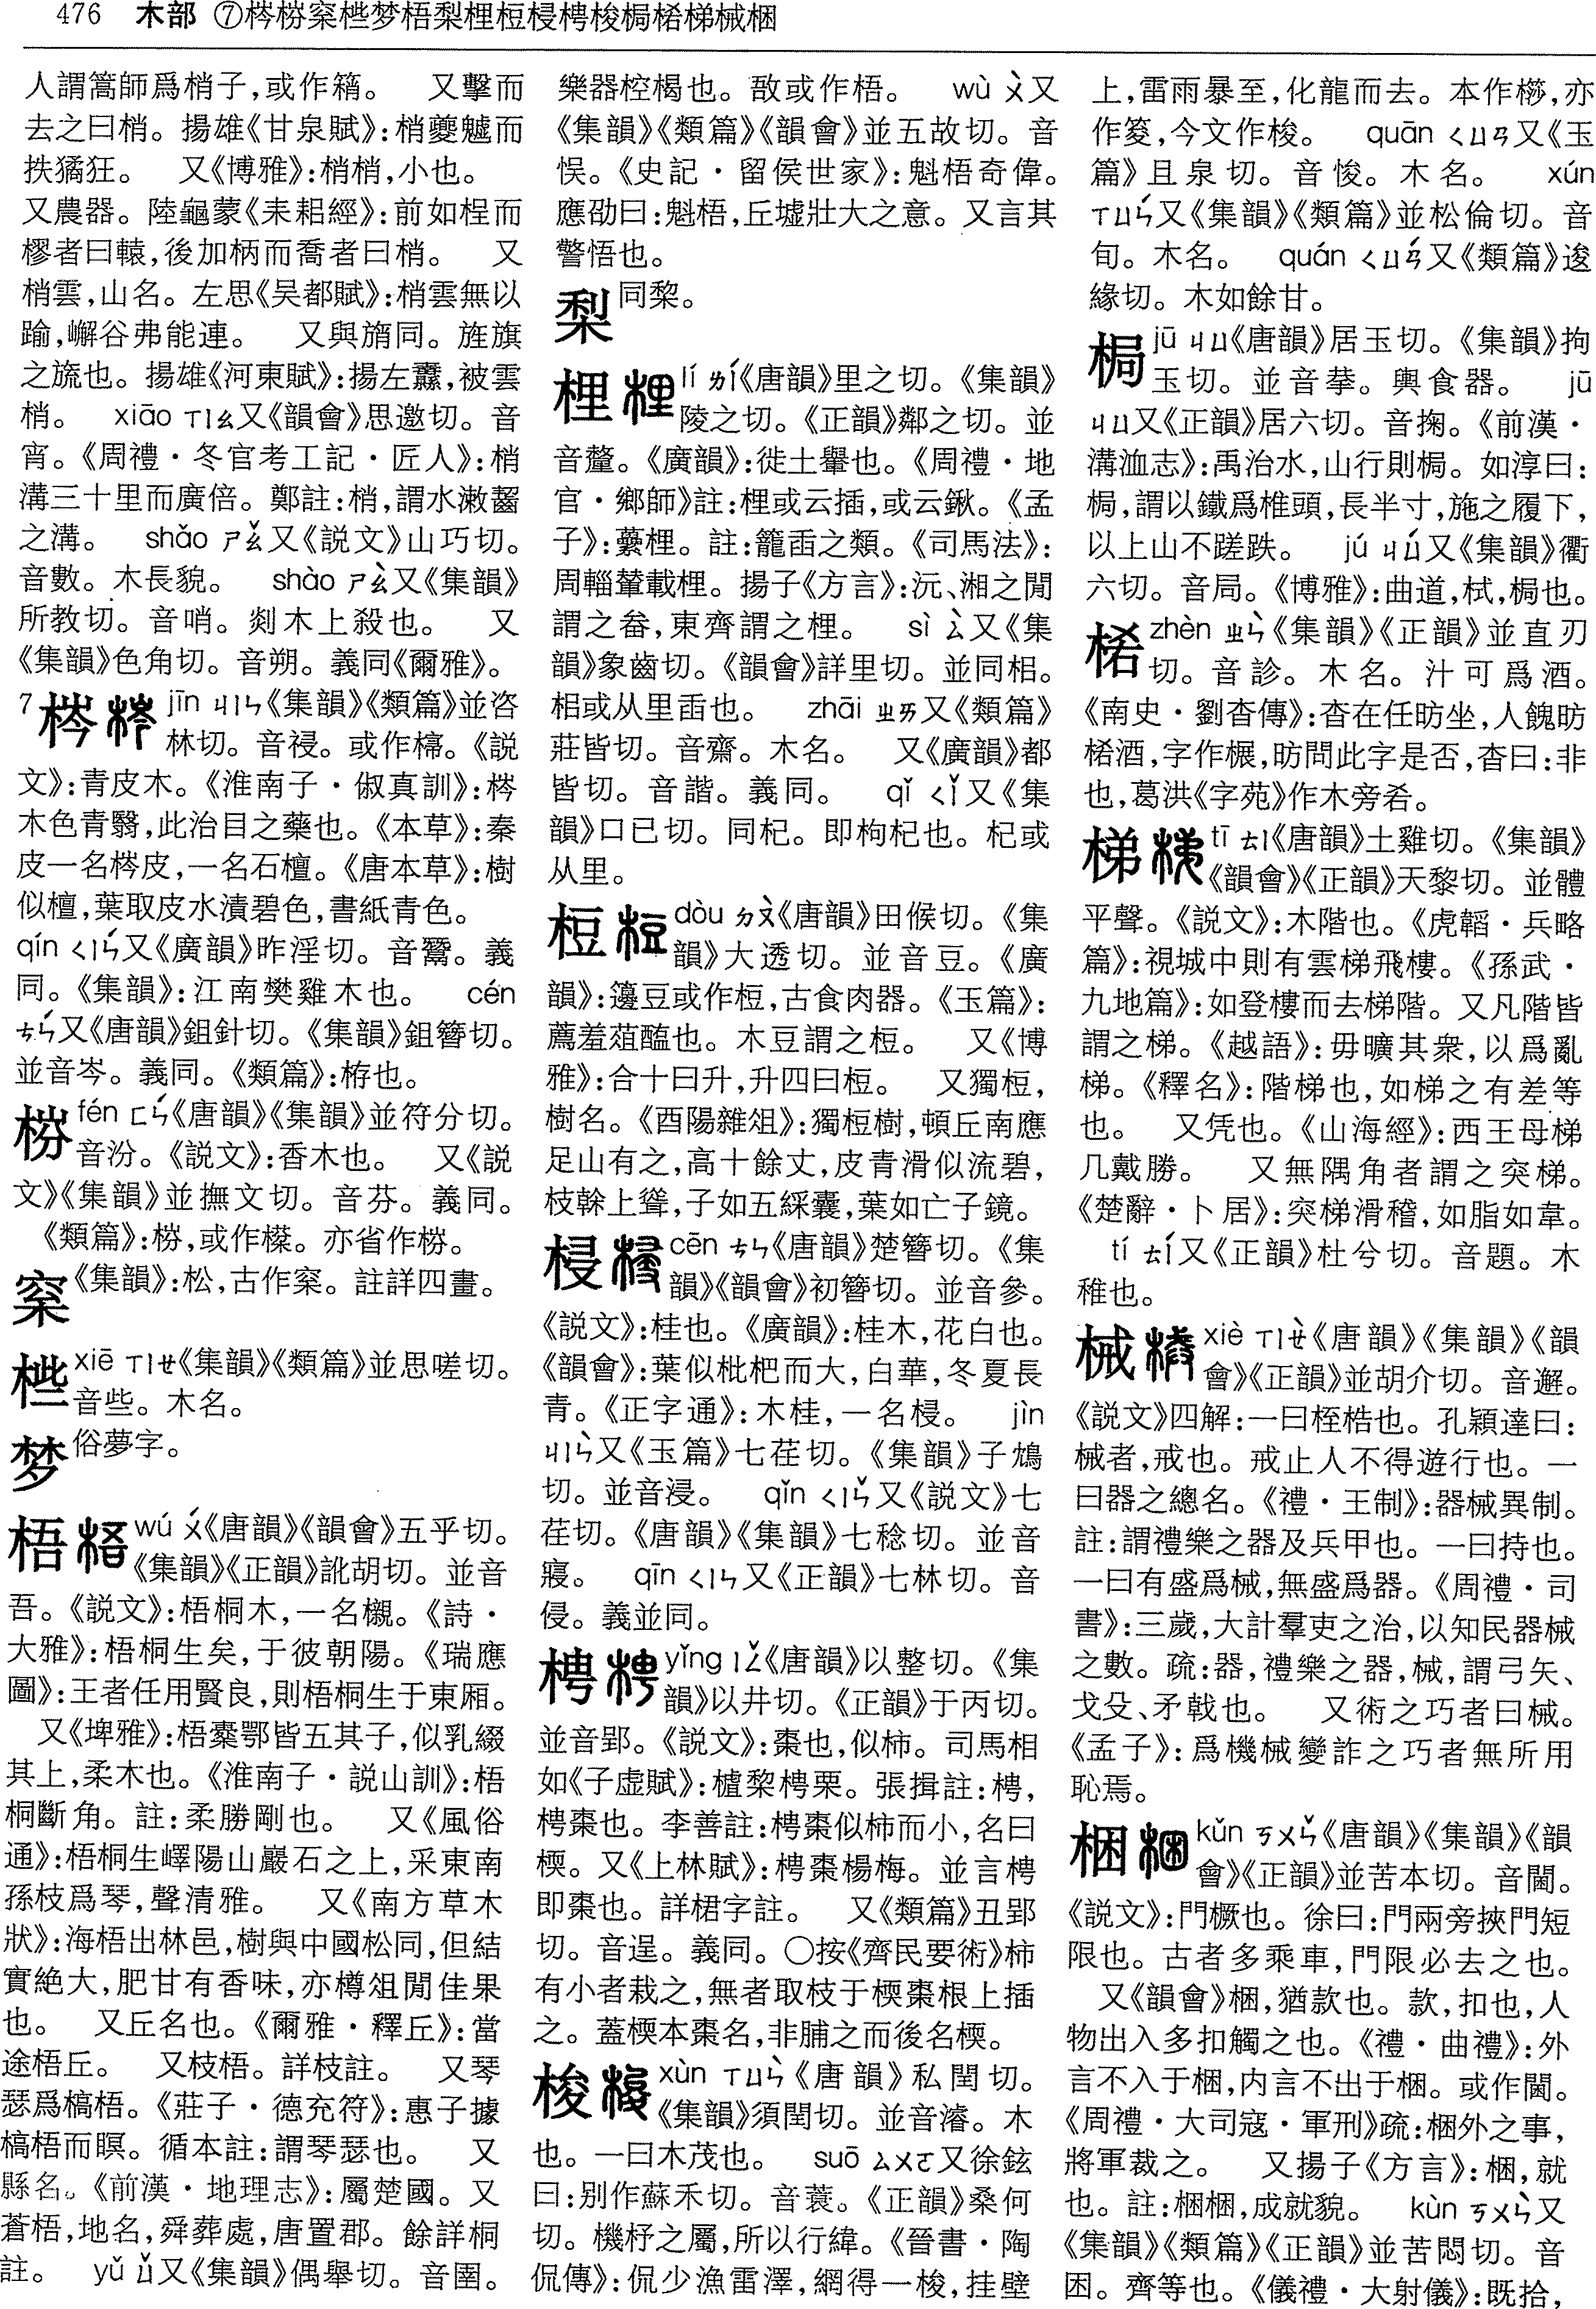 476 木部 ⑦梣棻窲榿梦梧梨梩梪梫梬梭梮桸梯械梱
人謂篙師爲梢子,或作䈰。 又擊而
去之曰梢。揚雄《甘泉賦》:梢夔魖而
抶獝狂。 又《博雅》:梢梢,小也。
又農器。陸龜蒙《耒耜經》:前如桯而
樛者曰轅,後加柄而喬者曰梢。 又
梢雲,山名。左思《吴都賦》:梢雲無以
踰,嶰谷弗能連。 又與旓同。旌旗
之旒也。揚雄《河東賦》:揚左纛,被雲
梢。 xiāo ㄒㄧㄠ又《韻會》思邀切。音
宵。《周禮·冬官考工記·匠人》:梢
溝三十里而廣倍。鄭註:梢,謂水漱齧
之溝。 shǎo ㄕㄠˇ又《説文》山巧切。
音數。木長貌。 shào ㄕㄠˋ又《集韻》
所教切。音哨。剡木上殺也。 又
《集韻》色角切。音朔。義同《爾雅》。
7 梣 jīn ㄐㄧㄣ《集韻》《類篇》並咨
林切。音祲。或作㮗。《説
文》:青皮木。《淮南子·俶真訓》:梣
木色青翳,此治目之藥也。《本草》:秦
皮一名梣皮,一名石檀。《唐本草》:樹
似檀,葉取皮水漬碧色,書紙青色。
qín ㄑㄧㄣˊ又《廣韻》昨淫切。音鬵。義
同。《集韻》:江南樊雞木也。 cén
ㄘㄣˊ又《唐韻》鉏針切。《集韻》鉏簪切。
並音岑。義同。《類篇》:栫也。
fén ㄈㄣˊ《唐韻》《集韻》並符分切。
音汾。《説文》:香木也。 又《説
文》《集韻》並撫文切。音芬。義同。
《類篇》:或作。亦省作。
《集韻》:松,古作。註詳四畫。
xiē ㄒㄧㄝ《集韻》《類篇》並思嗟切。
音些。木名。
梦 俗夢字。
梧 wú ㄨˊ《唐韻》《韻會》五乎切。
《集韻》《正韻》訛胡切。並音
吾。《説文》:梧桐木,一名櫬。《詩·
大雅》:梧桐生矣,于彼朝陽。《瑞應
圖》:王者任用賢良,則梧桐生于東厢。
又《埤雅》:梧橐鄂皆五其子,似乳綴
其上,柔木也。《淮南子·説山訓》:梧
桐斷角。註:柔勝剛也。 又《風俗
通》:梧桐生嶧陽山巖石之上,采東南
孫枝爲琴,聲清雅。 又《南方草木
狀》:海梧出林邑,樹與中國松同,但結
實絶大,肥甘有香味,亦樽俎閒佳果
也。 又丘名也。《爾雅·釋丘》:當
途梧丘。 又枝梧。詳枝註。 又琴
瑟爲槁梧。《莊子·德充符》:惠子據
槁梧而瞑。循本註:謂琴瑟也。 又
縣名。《前漢·地理志》:屬楚國。又
蒼梧,地名,舜葬處,唐置郡。餘詳桐
註。 yǔ ㄩˇ又《集韻》偶舉切。音圉。
樂器椌楬也。敔或作梧。 wù ㄨˋ又
《集韻》《類篇》《韻會》並五故切。音
悮。《史記·留侯世家》:魁梧奇偉。
應劭曰:魁梧,丘墟壯大之意。又言其
警悟也。
梨 同棃。
梩 lí ㄌㄧˊ《唐韻》里之切。《集韻》
陵之切。《正韻》鄰之切。並
音釐。《廣韻》:徙土轝也。《周禮·地
官·鄉師》註:梩或云插,或云鍬。《孟
子》:虆梩。註:籠臿之類。《司馬法》:
周輜輦載梩。揚子《方言》:沅、湘之閒
謂之畚,東齊謂之梩。 sì ㄙˋ又《集
韻》象齒切。《韻會》詳里切。並同耜。
相或从里臿也。 zhāi ㄓㄞ又《類篇》
莊皆切。音齋。木名。 又《廣韻》都
皆切。音諧。義同。 qǐ ㄑㄧˇ又《集
韻》口已切。同杞。即枸杞也。杞或
从里。
梪 dòu ㄉㄡˋ《唐韻》田候切。《集
韻》大透切。並音豆。《廣
韻》:籩豆或作梪,古食肉器。《玉篇》:
薦羞菹醢也。木豆謂之梪。 又《博
雅》:合十曰升,升四曰梪。 又獨梪,
樹名。《酉陽雜俎》:獨梪樹,頓丘南應
足山有之,高十餘丈,皮青滑似流碧,
枝榦上聳,子如五綵囊,葉如亡子鏡。
梫 cēn ㄘㄣ《唐韻》楚簪切。《集
韻》《韻會》初簪切。並音參。
《説文》:桂也。《廣韻》:桂木,花白也。
《韻會》:葉似枇杷而大,白華,冬夏長
青。《正字通》:木桂,一名梫。 jìn
ㄐㄧㄣˋ又《玉篇》七荏切。《集韻》子鴆
切。並音浸。 qǐn ㄑㄧㄣˇ又《説文》七
荏切。《唐韻》《集韻》七稔切。並音
寑。 qīn ㄑㄧㄣ又《正韻》七林切。音
侵。義並同。
梬 yǐng ㄧㄥˇ《唐韻》以整切。《集
韻》以井切。《正韻》于丙切。
並音郢。《説文》:棗也,似柿。司馬相
如《子虚賦》:樝棃梬栗。張揖註:梬,
梬棗也。李善註:梬棗似柿而小,名曰
㮕。又《上林賦》:梬棗楊梅。並言梬
即棗也。詳桾字註。 又《類篇》丑郢
切。音逞。義同。○按《齊民要術》柿
有小者栽之,無者取枝于㮕棗根上插
之。蓋㮕本棗名,非脯之而後名㮕。
梭 xùn ㄒㄩㄣˋ《唐韻》私閏切。
《集韻》須閏切。並音濬。木
也。一曰木茂也。 suō ㄙㄨㄛ又徐鉉
曰:别作蘇禾切。音蓑。《正韻》桑何
切。機杼之屬,所以行緯。《晉書·陶
侃傳》:侃少漁雷澤,網得一梭,挂壁
上,雷雨暴至,化龍而去。本作㮳,亦
作䈜,今文作梭。 quān ㄑㄩㄢ又《玉
篇》且泉切。音悛。木名。 xún
ㄒㄩㄣˊ又《集韻》《類篇》並松倫切。音
旬。木名。 quán ㄑㄩㄢˊ又《類篇》逡
緣切。木如餘甘。
梮 jū ㄐㄩ《唐韻》居玉切。《集韻》拘
玉切。並音拲。輿食器。 jū
ㄐㄩ又《正韻》居六切。音掬。《前漢·
溝洫志》:禹治水,山行則梮。如淳曰:
梮,謂以鐵爲椎頭,長半寸,施之履下,
以上山不蹉跌。 jú ㄐㄩˊ又《集韻》衢
六切。音局。《博雅》:曲道,栻,梮也。
桸 zhèn ㄓㄣˋ《集韻》《正韻》並直刃
切。音診。木名。汁可爲酒。
《南史·劉杳傳》:杳在任昉坐,人餽昉
桸酒,字作榐,昉問此字是否,杳曰:非
也,葛洪《字苑》作木旁㐱。
梯 tī ㄊㄧ《唐韻》土雞切。《集韻》
《韻會》《正韻》天黎切。並體
平聲。《説文》:木階也。《虎韜·兵略
篇》:視城中則有雲梯飛樓。《孫武·
九地篇》:如登樓而去梯階。又凡階皆
謂之梯。《越語》:毋曠其衆,以爲亂
梯。《釋名》:階梯也,如梯之有差等
也。 又凭也。《山海經》:西王母梯
几戴勝。 又無隅角者謂之突梯。
《楚辭·卜居》:突梯滑稽,如脂如韋。
tí ㄊㄧˊ又《正韻》杜兮切。音題。木
稚也。
械 xiè ㄒㄧㄝˋ《唐韻》《集韻》《韻
會》《正韻》並胡介切。音邂。
《説文》四解:一曰桎梏也。孔穎達曰:
械者,戒也。戒止人不得遊行也。一
曰器之總名。《禮·王制》:器械異制。
註:謂禮樂之器及兵甲也。一曰持也。
一曰有盛爲械,無盛爲器。《周禮·司
書》:三歲,大計羣吏之治,以知民器械
之數。疏:器,禮樂之器,械,謂弓矢、
戈殳、矛戟也。 又術之巧者曰械。
《孟子》:爲機械變詐之巧者無所用
恥焉。
梱 kǔn ㄎㄨㄣˇ《唐韻》《集韻》《韻
會》《正韻》並苦本切。音閫。
《説文》:門橛也。徐曰:門兩旁挾門短
限也。古者多乘車,門限必去之也。
又《韻會》梱,猶款也。款,扣也,人
物出入多扣觸之也。《禮·曲禮》:外
言不入于梱,内言不出于梱。或作閫。
《周禮·大司寇·軍刑》疏:梱外之事,
將軍裁之。 又揚子《方言》:梱,就
也。註:梱梱,成就貌。 kùn ㄎㄨㄣˋ又
《集韻》《類篇》《正韻》並苦悶切。音
困。齊等也。《儀禮·大射儀》:既拾,